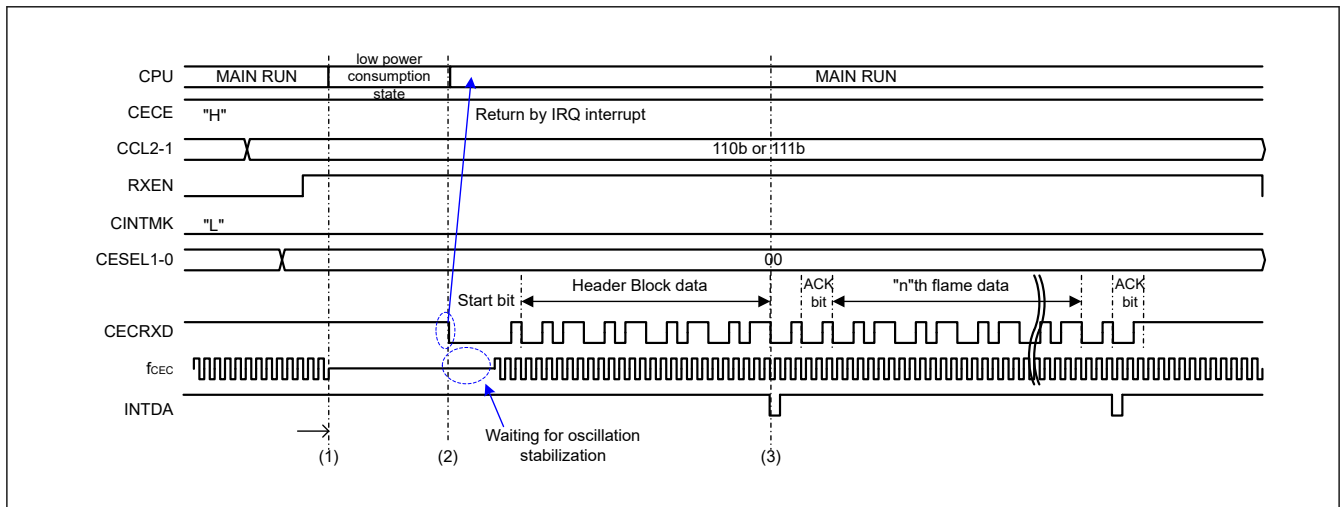 low power
CPU MAIN RUN consumption MAIN RUN
state
CECE "H" Return by IRQ interrupt
CCL2-1 110b or 111b
RXEN
CINTMK "L"
CESEL1-0 00
Start bit Header Block data ACK bit "n"th flame data ACK bit
CECRXD
fCEC
INTDA
Waiting for oscillation
stabilization
(1) (2) (3)